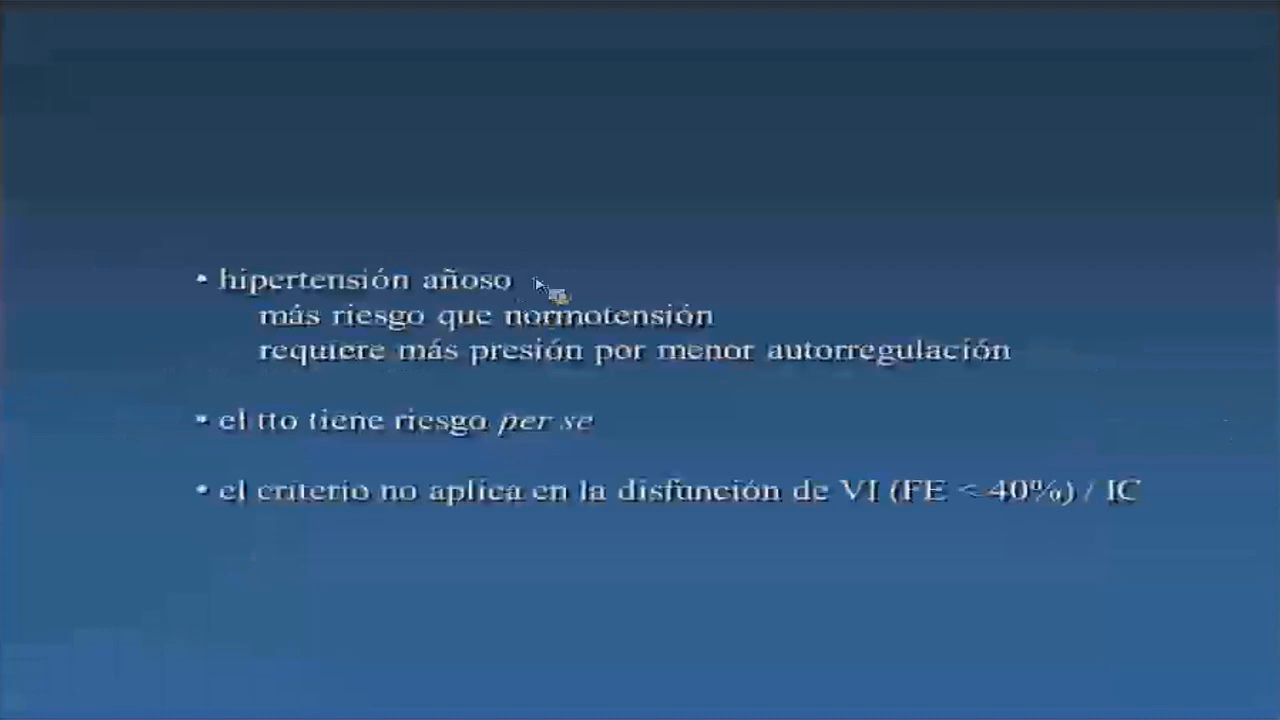 • hipertensión añoso
más riesgo que normotensión
requiere más presión por menor autorregulación
• el tto tiene riesgo per se
• el criterio no aplica en la disfunción de VI (FE < 40%) / IC